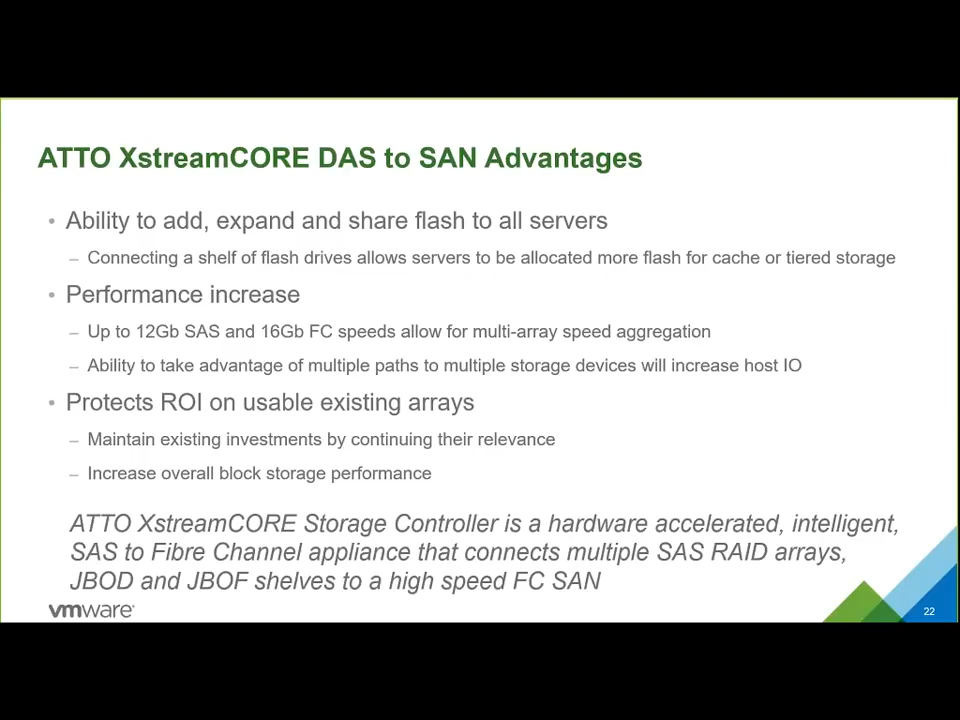 ATTO XstreamCORE DAS to SAN Advantages
• Ability to add, expand and share flash to all servers
– Connecting a shelf of flash drives allows servers to be allocated more flash for cache or tiered storage
• Performance increase
– Up to 12Gb SAS and 16Gb FC speeds allow for multi-array speed aggregation
– Ability to take advantage of multiple paths to multiple storage devices will increase host IO
• Protects ROI on usable existing arrays
– Maintain existing investments by continuing their relevance
– Increase overall block storage performance
ATTO XstreamCORE Storage Controller is a hardware accelerated, intelligent,
SAS to Fibre Channel appliance that connects multiple SAS RAID arrays,
JBOD and JBOF shelves to a high speed FC SAN
vmware
22